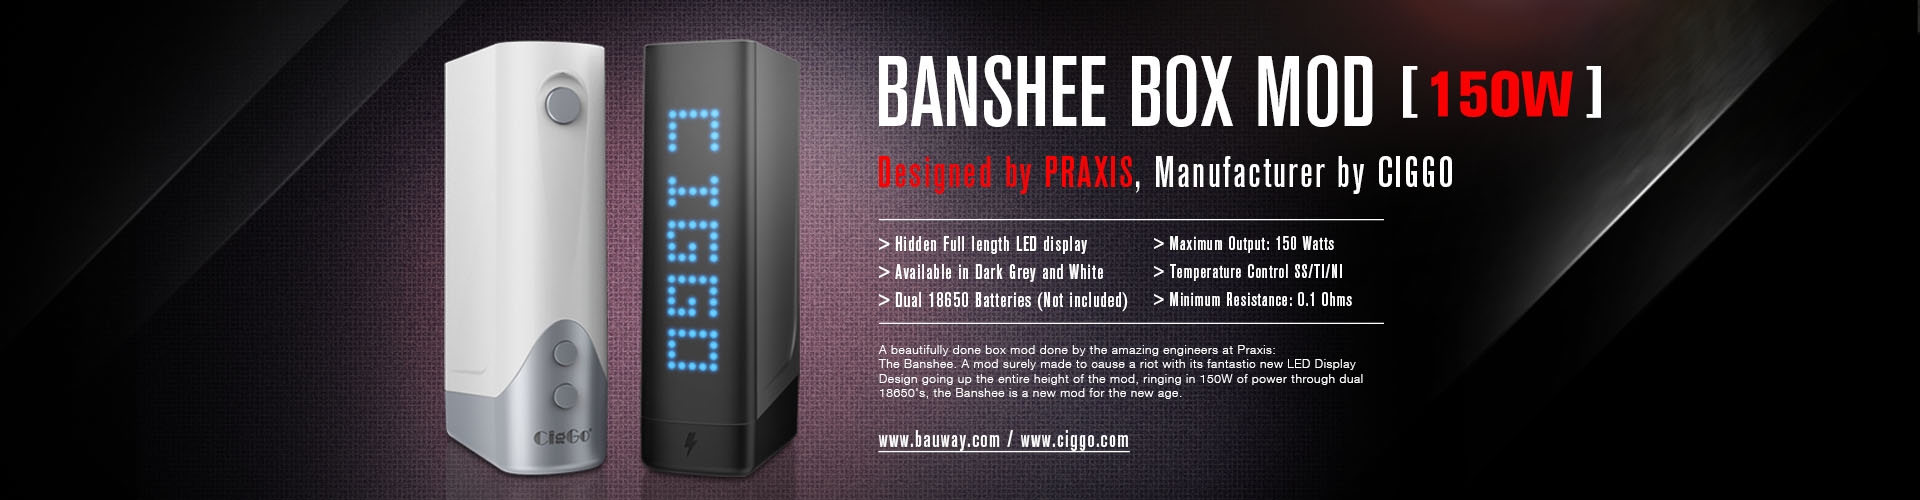 BANSHEE BOX MOD [150W]
Designed by PRAXIS, Manufacturer by CIGGO
> Hidden Full length LED display
> Available in Dark Grey and White
> Dual 18650 Batteries (Not included)
> Maximum Output: 150 Watts
> Temperature Control SS/TI/NI
> Minimum Resistance: 0.1 Ohms
A beautifully done box mod done by the amazing engineers at Praxis:
The Banshee. A mod surely made to cause a riot with its fantastic new LED Display
Design going up the entire height of the mod, ringing in 150W of power through dual
18650's, the Banshee is a new mod for the new age.
www.bauway.com / www.ciggo.com
CIGGO
CigGo